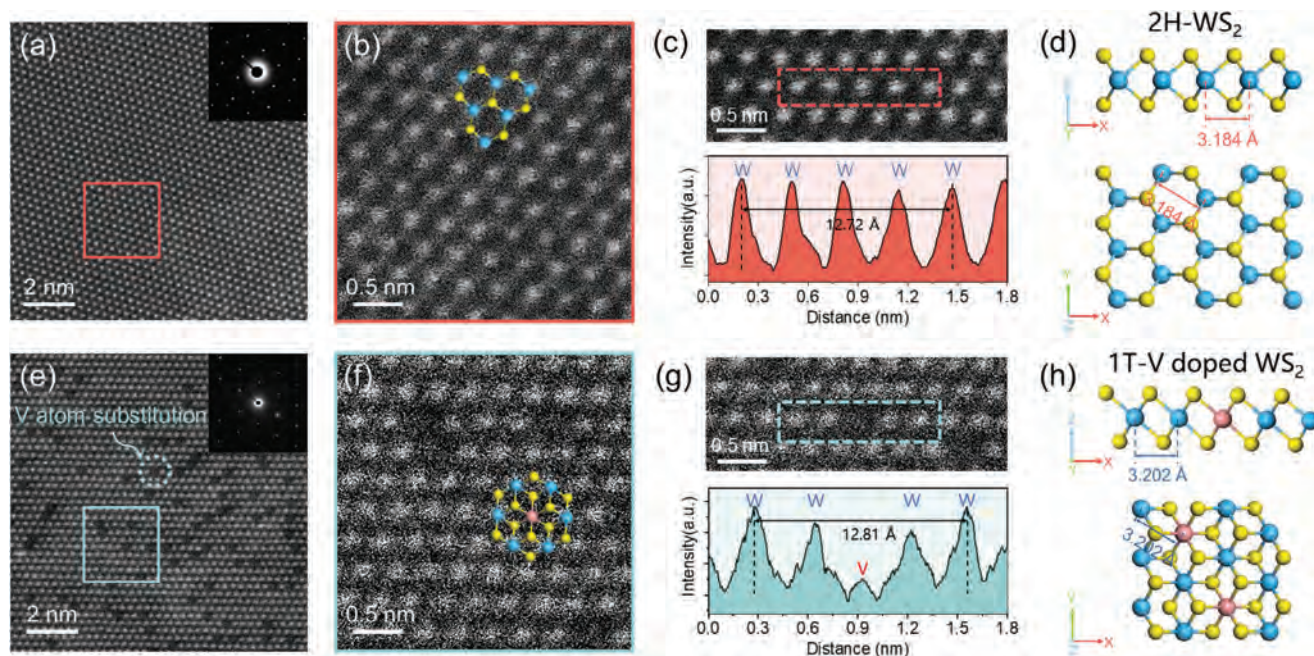 (a)
2 nm
(b)
0.5 nm
(c)
0.5 nm
W W W W W
12.72 Å
Intensity(a.u.)
0.0 0.3 0.6 0.9 1.2 1.5 1.8
Distance (nm)
(d)
2H-WS₂
X
3.184 Å
X
(e)
V atom-substitution
2 nm
(f)
0.5 nm
(g)
0.5 nm
W W W W
12.81 Å
V
Intensity(a.u.)
0.0 0.3 0.6 0.9 1.2 1.5 1.8
Distance (nm)
(h)
1T-V doped WS₂
X
3.202 Å
3.202 Å
X